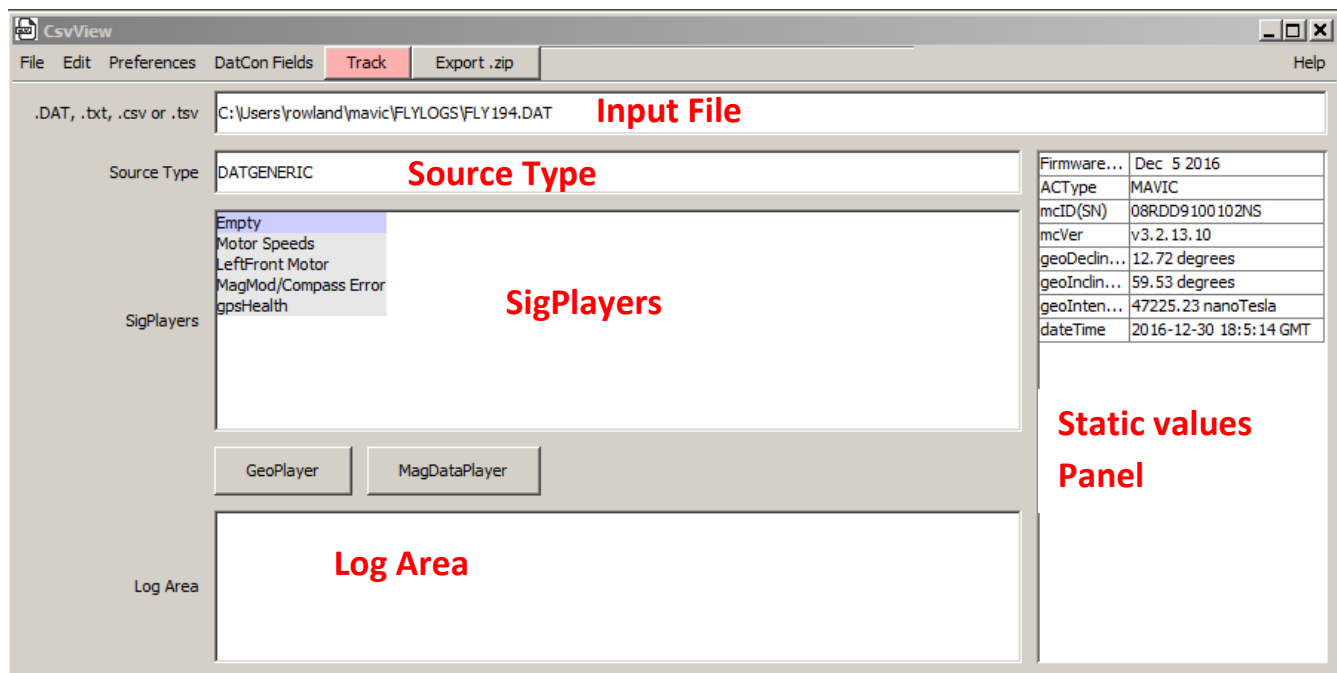 CsvView
File Edit Preferences DatCon Fields Track Export .zip Help
.DAT, .txt, .csv or .tsv C:\Users\rowland\mavic\FLYLOGS\FLY194.DAT Input File
Source Type DATGENERIC Source Type
SigPlayers
Empty
Motor Speeds
LeftFront Motor
MagMod/Compass Error
gpsHealth
SigPlayers
GeoPlayer MagDataPlayer
Log Area
Log Area
Firmware... Dec 5 2016
ACType MAVIC
mcID(SN) 08RDD9100102NS
mcVer v3.2.13.10
geoDeclin... 12.72 degrees
geoInclin... 59.53 degrees
geoInten... 47225.23 nanoTesla
dateTime 2016-12-30 18:5:14 GMT
Static values
Panel